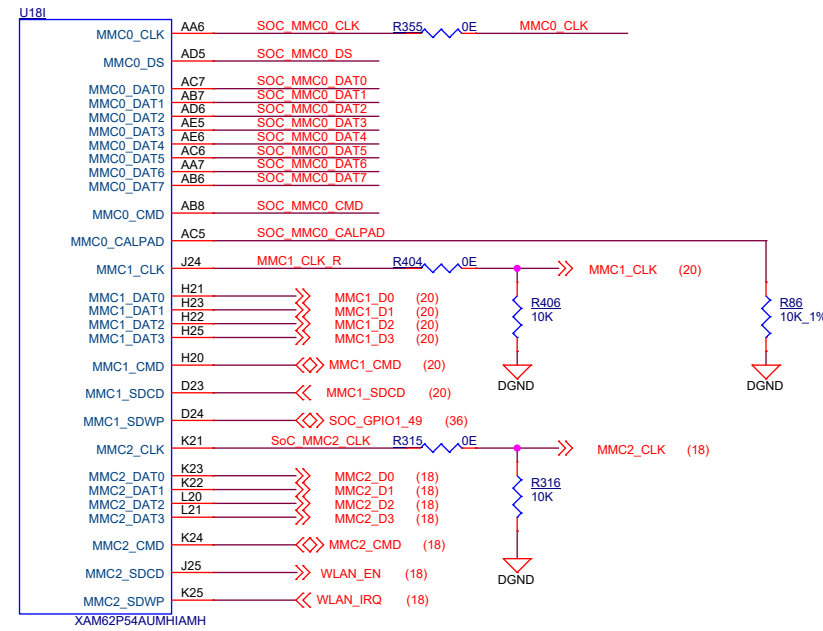 U18I
MMC0_CLK AA6 SOC_MMC0_CLK R355 0E MMC0_CLK
MMC0_DS AD5 SOC_MMC0_DS
MMC0_DAT0 AC7 SOC_MMC0_DAT0
MMC0_DAT1 AB7 SOC_MMC0_DAT1
MMC0_DAT2 AD6 SOC_MMC0_DAT2
MMC0_DAT3 AE5 SOC_MMC0_DAT3
MMC0_DAT4 AE6 SOC_MMC0_DAT4
MMC0_DAT5 AC6 SOC_MMC0_DAT5
MMC0_DAT6 AA7 SOC_MMC0_DAT6
MMC0_DAT7 AB6 SOC_MMC0_DAT7
MMC0_CMD AB8 SOC_MMC0_CMD
MMC0_CALPAD AC5 SOC_MMC0_CALPAD
MMC1_CLK J24 MMC1_CLK_R R404 0E MMC1_CLK (20)
MMC1_DAT0 H21 MMC1_D0 (20)
MMC1_DAT1 H23 MMC1_D1 (20) R406 R86
MMC1_DAT2 H22 MMC1_D2 (20) 10K 10K_1%
MMC1_DAT3 H25 MMC1_D3 (20)
MMC1_CMD H20 MMC1_CMD (20)
DGND DGND
MMC1_SDCD D23 MMC1_SDCD (20)
MMC1_SDWP D24 SOC_GPIO1_49 (36)
MMC2_CLK K21 SoC_MMC2_CLK R315 0E MMC2_CLK (18)
MMC2_DAT0 K23 MMC2_D0 (18)
MMC2_DAT1 K22 MMC2_D1 (18) R316
MMC2_DAT2 L20 MMC2_D2 (18) 10K
MMC2_DAT3 L21 MMC2_D3 (18)
MMC2_CMD K24 MMC2_CMD (18)
MMC2_SDCD J25 WLAN_EN (18) DGND
MMC2_SDWP K25 WLAN_IRQ (18)
XAM62P54AUMHIAMH